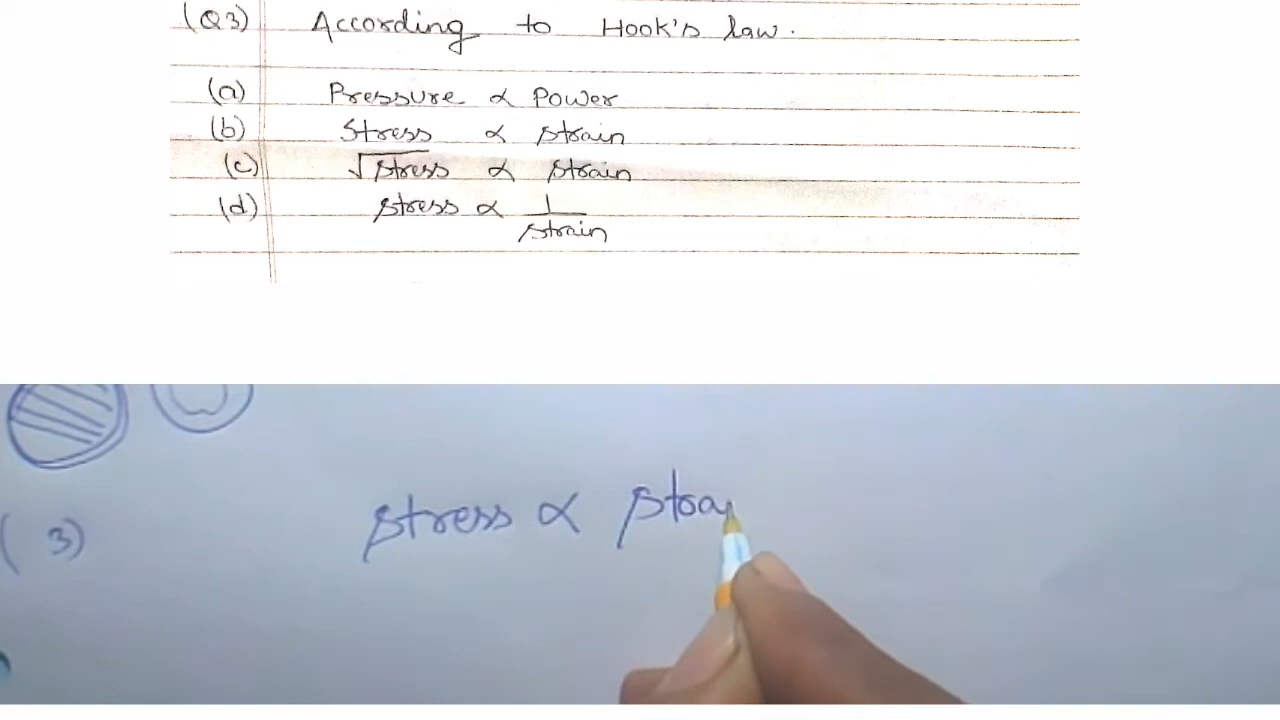 (Q3) According to Hook's law.
(a) Pressure ∝ Power
(b) Stress ∝ strain
(c) √stress ∝ strain
(d) stress ∝ 1/strain
(3) stress ∝ stra